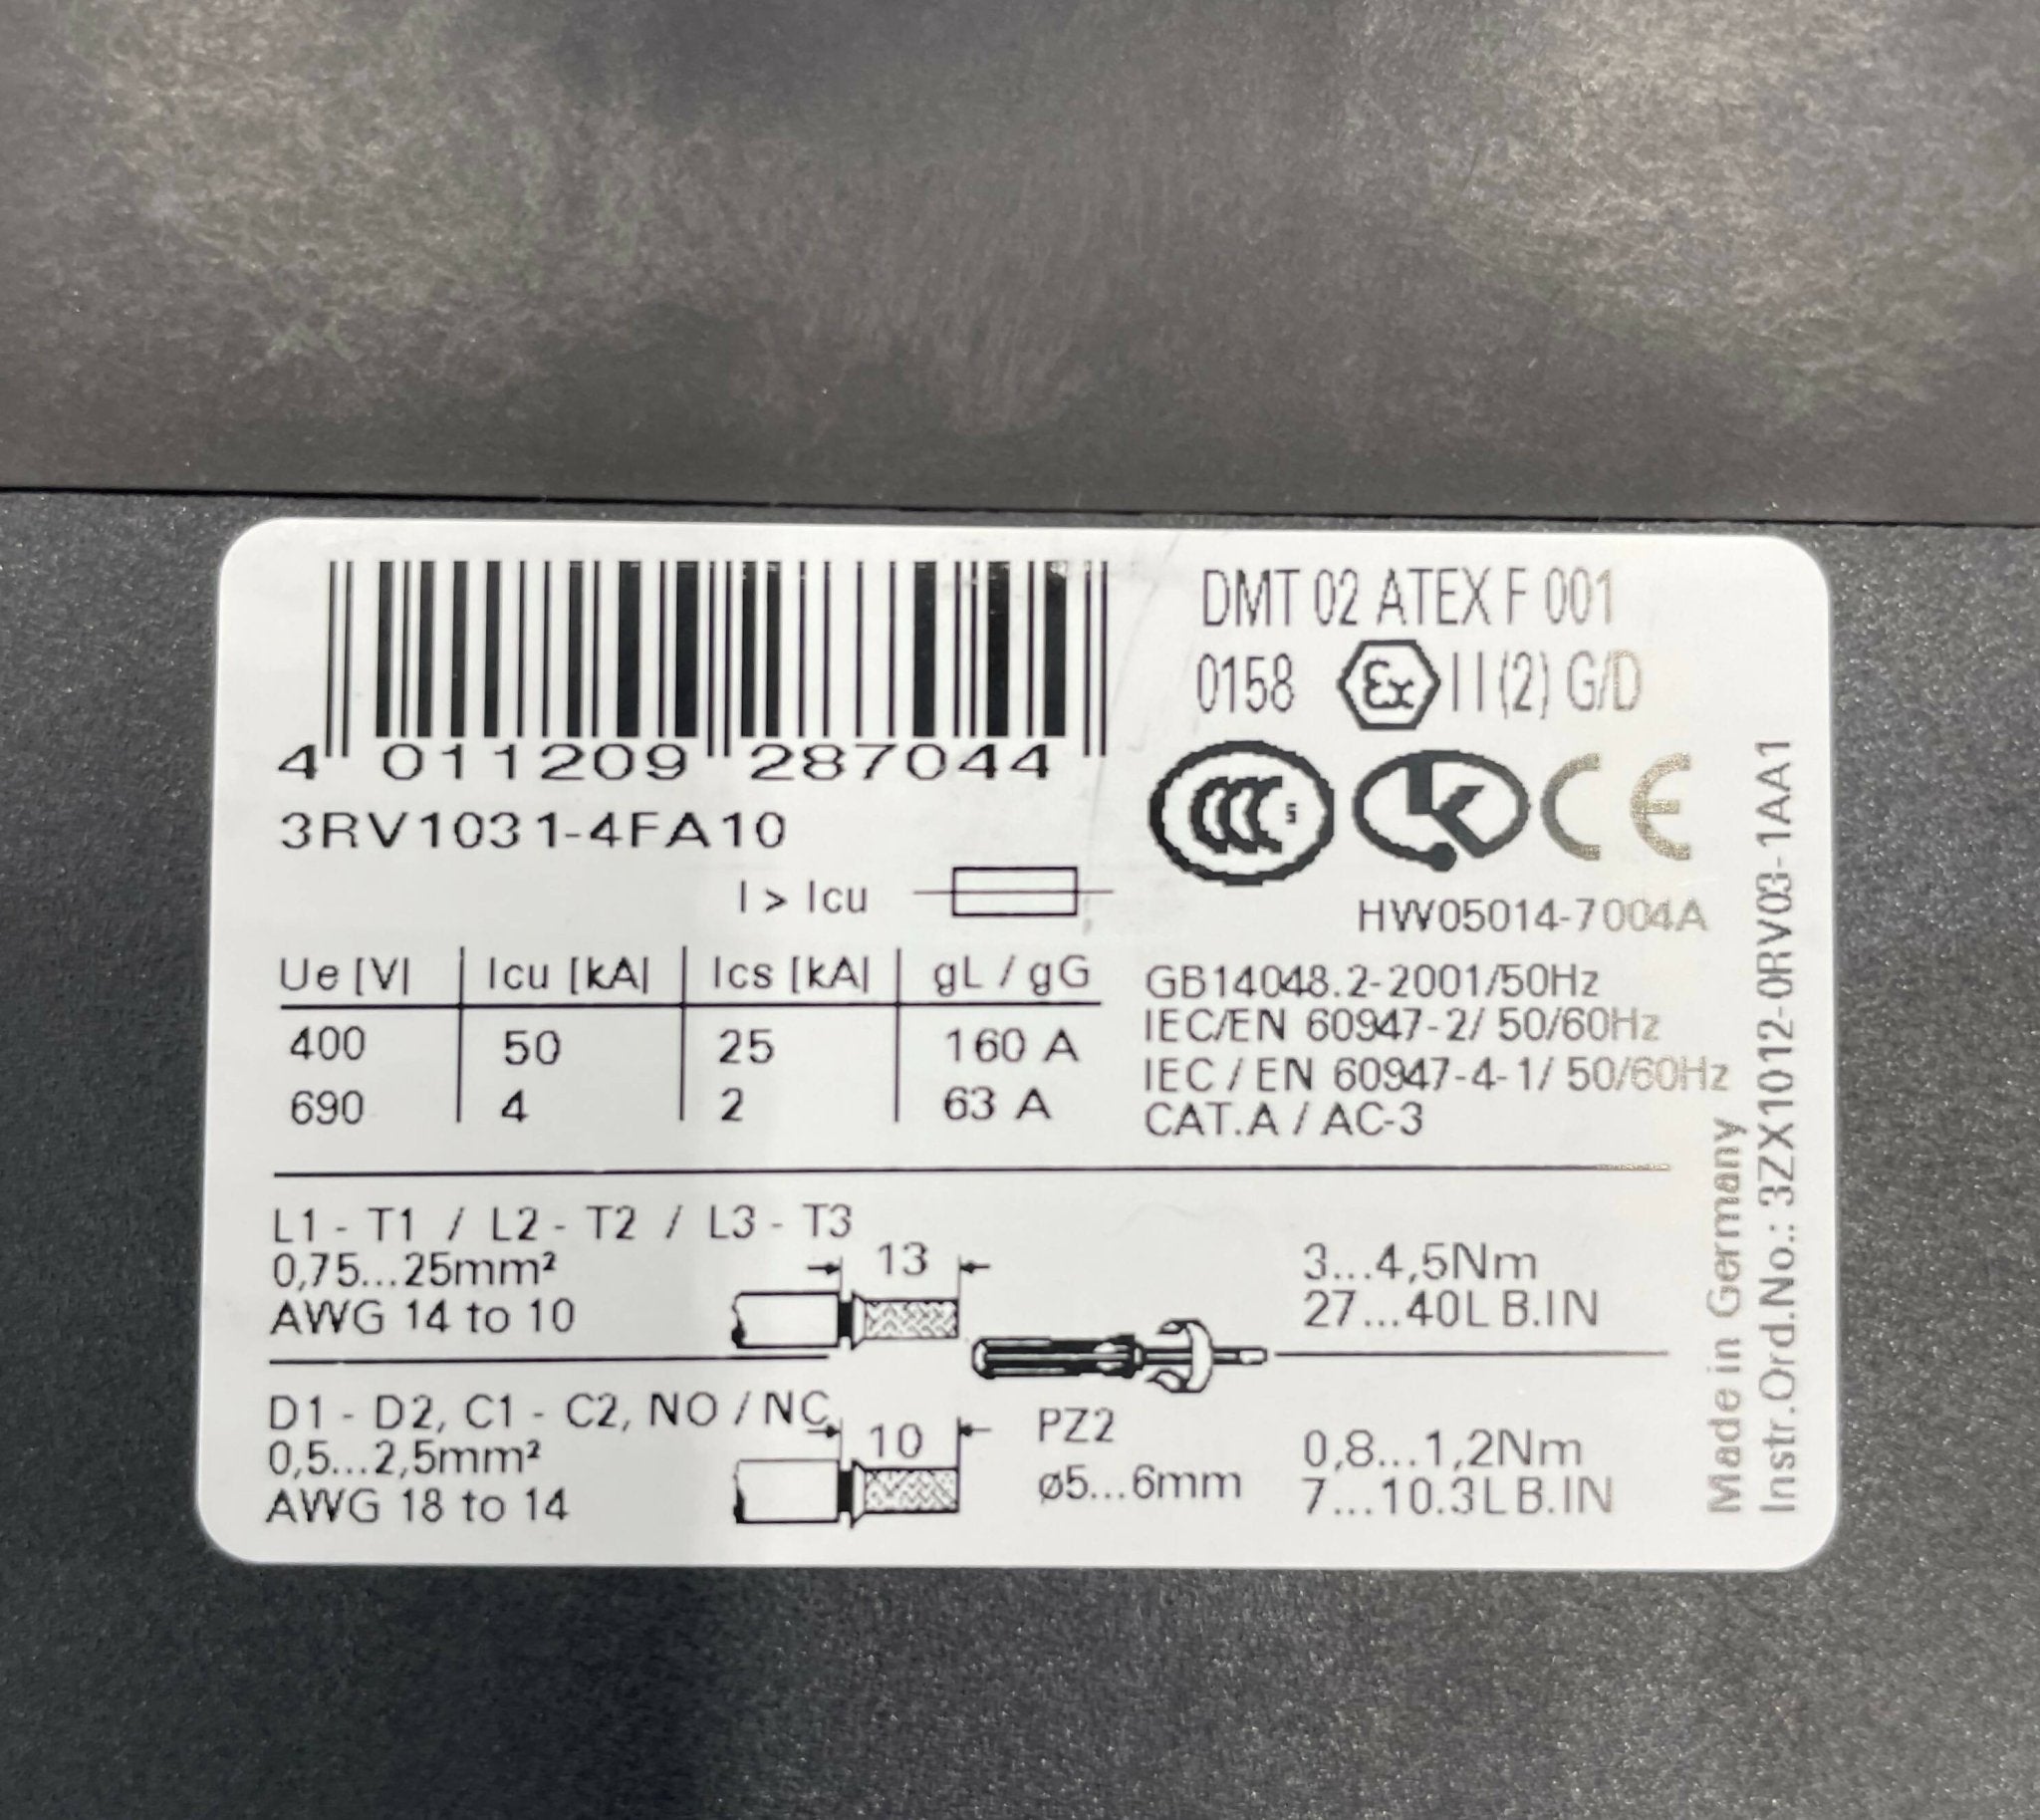 4 011209 287044
3RV1031-4FA10
I > Icu
Ue [V] Icu [kA] Ics [kA] gL / gG
400 50 25 160 A
690 4 2 63 A
DMT 02 ATEX F 001
0158 Ex II (2) G/D
CCC S CE
HW05014-7004A
GB14048.2-2001/50Hz
IEC/EN 60947-2/ 50/60Hz
IEC / EN 60947-4-1/ 50/60Hz
CAT.A / AC-3
L1 - T1 / L2 - T2 / L3 - T3
0,75...25mm²
AWG 14 to 10
13
3...4,5Nm
27...40LB.IN
D1 - D2, C1 - C2, NO / NC
0,5...2,5mm²
AWG 18 to 14
10
PZ2
ø5...6mm
0,8...1,2Nm
7...10.3LB.IN
Made in Germany
Instr.Ord.No.: 3ZX1012-0RV03-1AA1